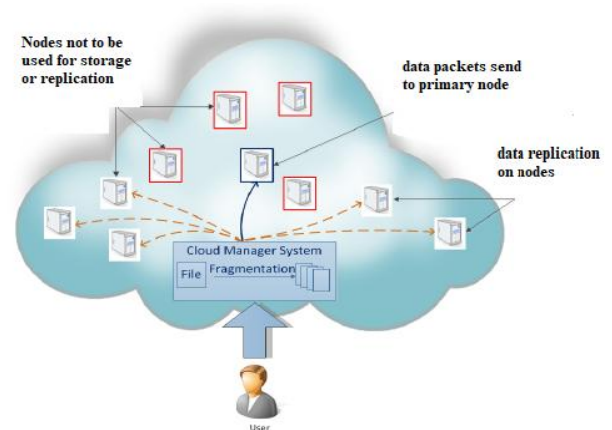 Nodes not to be
used for storage
or replication
data packets send
to primary node
data replication
on nodes
Cloud Manager System
File
Fragmentation
User